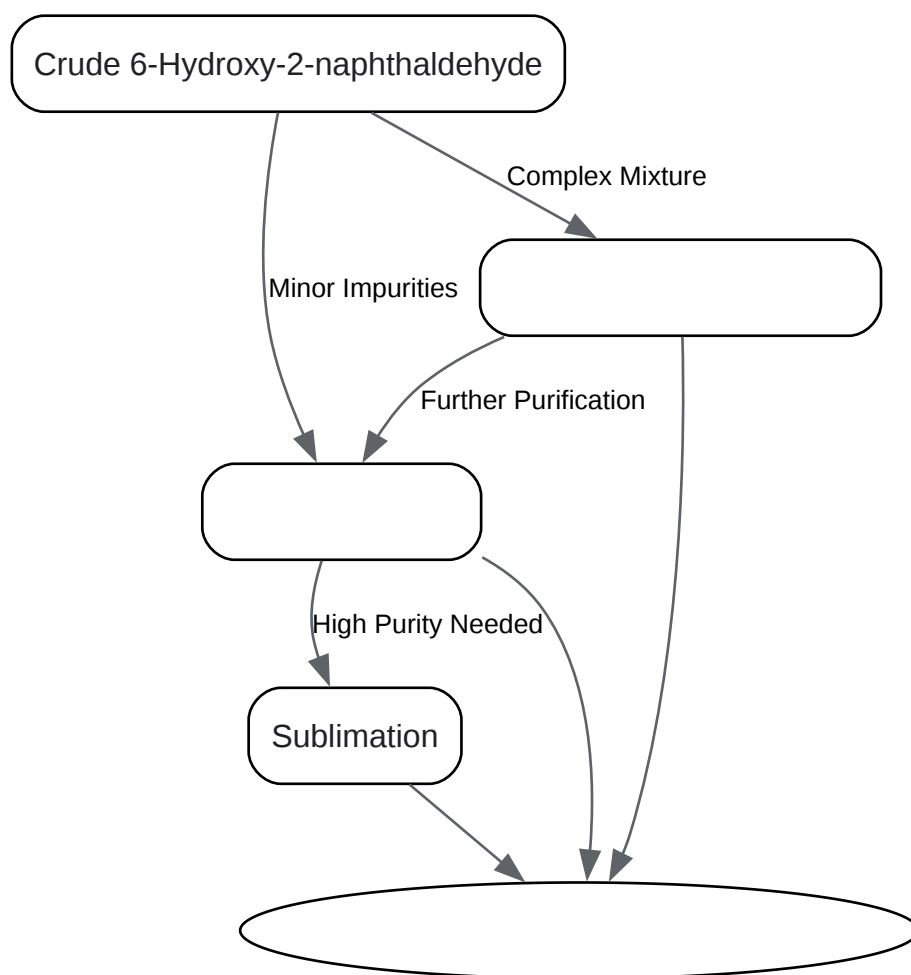 Crude 6-Hydroxy-2-naphthaldehyde
Complex Mixture
Minor Impurities
Further Purification
High Purity Needed
Sublimation